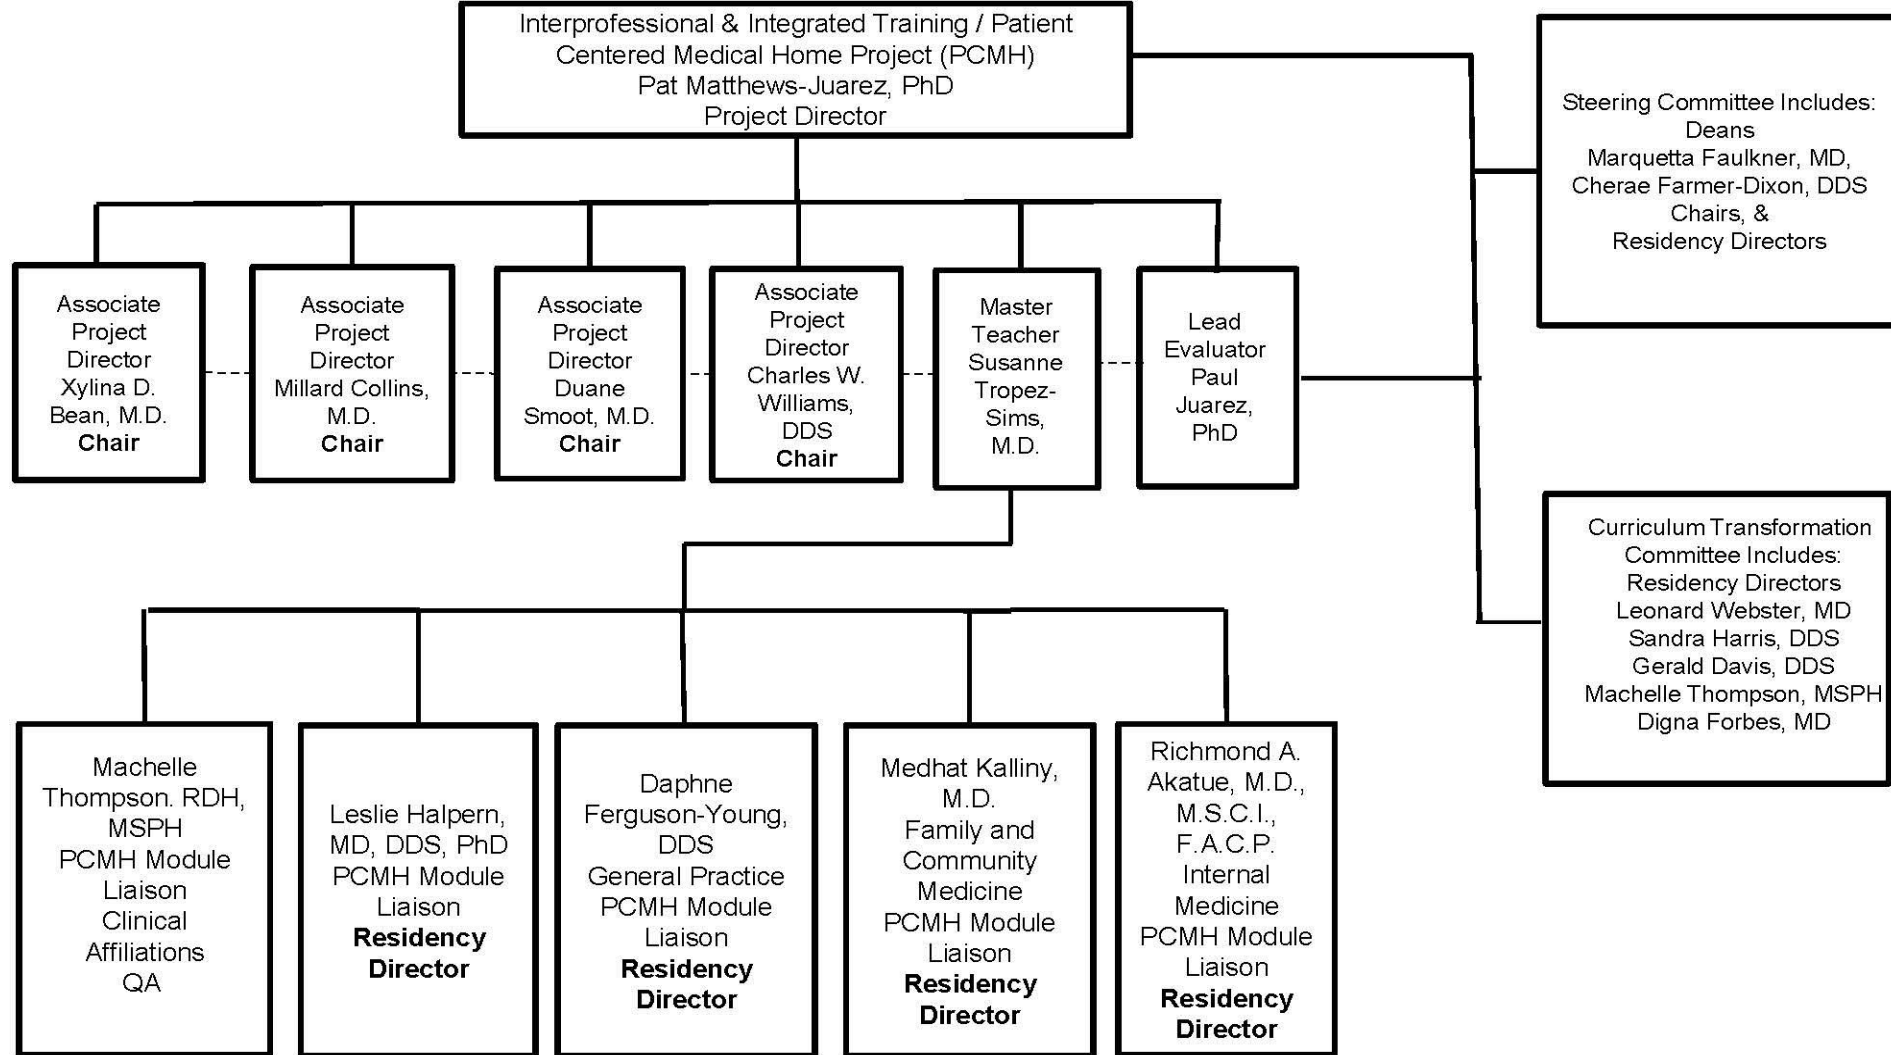 Interprofessional & Integrated Training / Patient
Centered Medical Home Project (PCMH)
Pat Matthews-Juarez, PhD
Project Director
Steering Committee Includes:
Deans
Marquetta Faulkner, MD,
Cherae Farmer-Dixon, DDS
Chairs, &
Residency Directors
Associate
Project
Director
Xylina D.
Bean, M.D.
Chair
Associate
Project
Director
Millard Collins,
M.D.
Chair
Associate
Project
Director
Duane
Smoot, M.D.
Chair
Associate
Project
Director
Charles W.
Williams,
DDS
Chair
Master
Teacher
Susanne
Tropez-
Sims,
M.D.
Lead
Evaluator
Paul
Juarez,
PhD
Curriculum Transformation
Committee Includes:
Residency Directors
Leonard Webster, MD
Sandra Harris, DDS
Gerald Davis, DDS
Machelle Thompson, MSPH
Digna Forbes, MD
Machelle
Thompson. RDH,
MSPH
PCMH Module
Liaison
Clinical
Affiliations
QA
Leslie Halpern,
MD, DDS, PhD
PCMH Module
Liaison
Residency
Director
Daphne
Ferguson-Young,
DDS
General Practice
PCMH Module
Liaison
Residency
Director
Medhat Kalliny,
M.D.
Family and
Community
Medicine
PCMH Module
Liaison
Residency
Director
Richmond A.
Akatue, M.D.,
M.S.C.I.,
F.A.C.P.
Internal
Medicine
PCMH Module
Liaison
Residency
Director